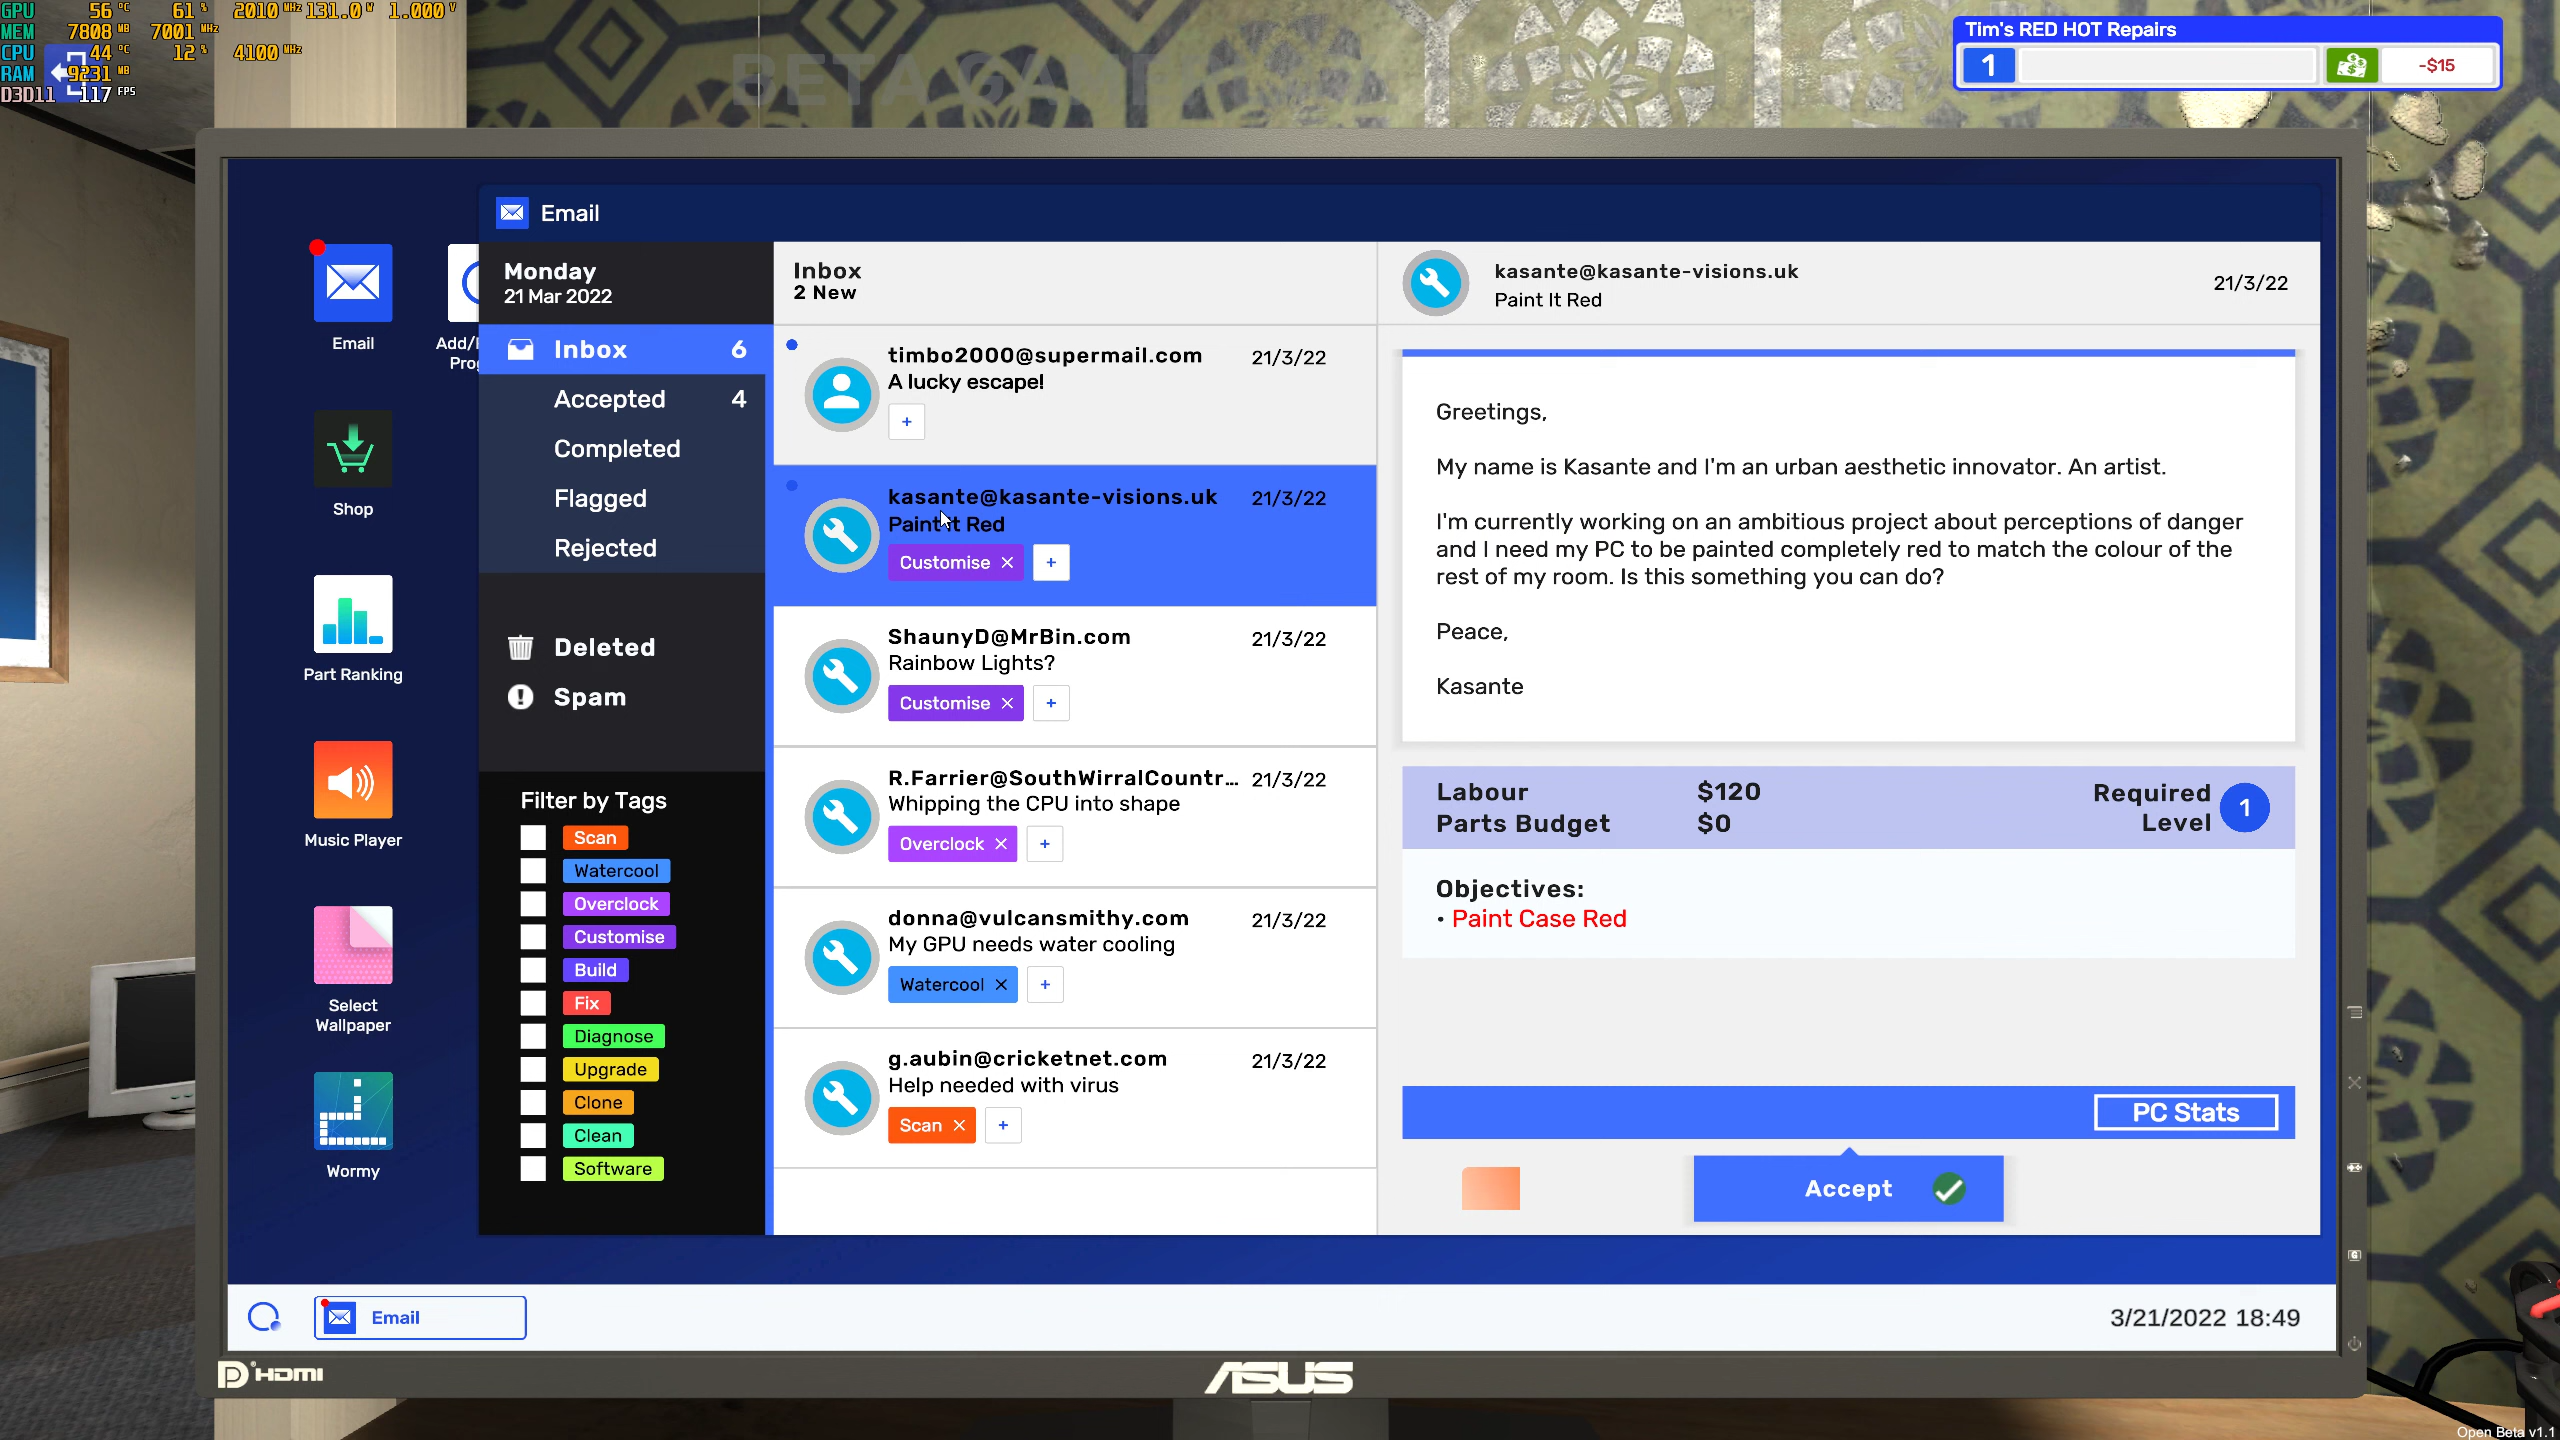 GPU 56 °C 61 % 2010 MHz 131.0 W 1.000 V
MEM 7808 MB 7001 MHz
CPU 44 °C 12 % 4100 MHz
RAM 9231 MB
D3D11 117 FPS
BETA GAME
Tim's RED HOT Repairs
1
-$15
Email
Monday
21 Mar 2022
Inbox 6
Accepted 4
Completed
Flagged
Rejected
Deleted
Spam
Filter by Tags
Scan
Watercool
Overclock
Customise
Build
Fix
Diagnose
Upgrade
Clone
Clean
Software
Email
Add/
Pro
Shop
Part Ranking
Music Player
Select
Wallpaper
Wormy
Inbox
2 New
timbo2000@supermail.com 21/3/22
A lucky escape!
+
kasante@kasante-visions.uk 21/3/22
Paint It Red
Customise × +
ShaunyD@MrBin.com 21/3/22
Rainbow Lights?
Customise × +
R.Farrier@SouthWirralCountr... 21/3/22
Whipping the CPU into shape
Overclock × +
donna@vulcansmithy.com 21/3/22
My GPU needs water cooling
Watercool × +
g.aubin@cricketnet.com 21/3/22
Help needed with virus
Scan × +
kasante@kasante-visions.uk
Paint It Red
21/3/22
Greetings,
My name is Kasante and I'm an urban aesthetic innovator. An artist.
I'm currently working on an ambitious project about perceptions of danger
and I need my PC to be painted completely red to match the colour of the
rest of my room. Is this something you can do?
Peace,
Kasante
Labour $120
Parts Budget $0
Required
Level 1
Objectives:
• Paint Case Red
PC Stats
Accept
Email
3/21/2022 18:49
HDMI
ASUS
Open Beta v1.1